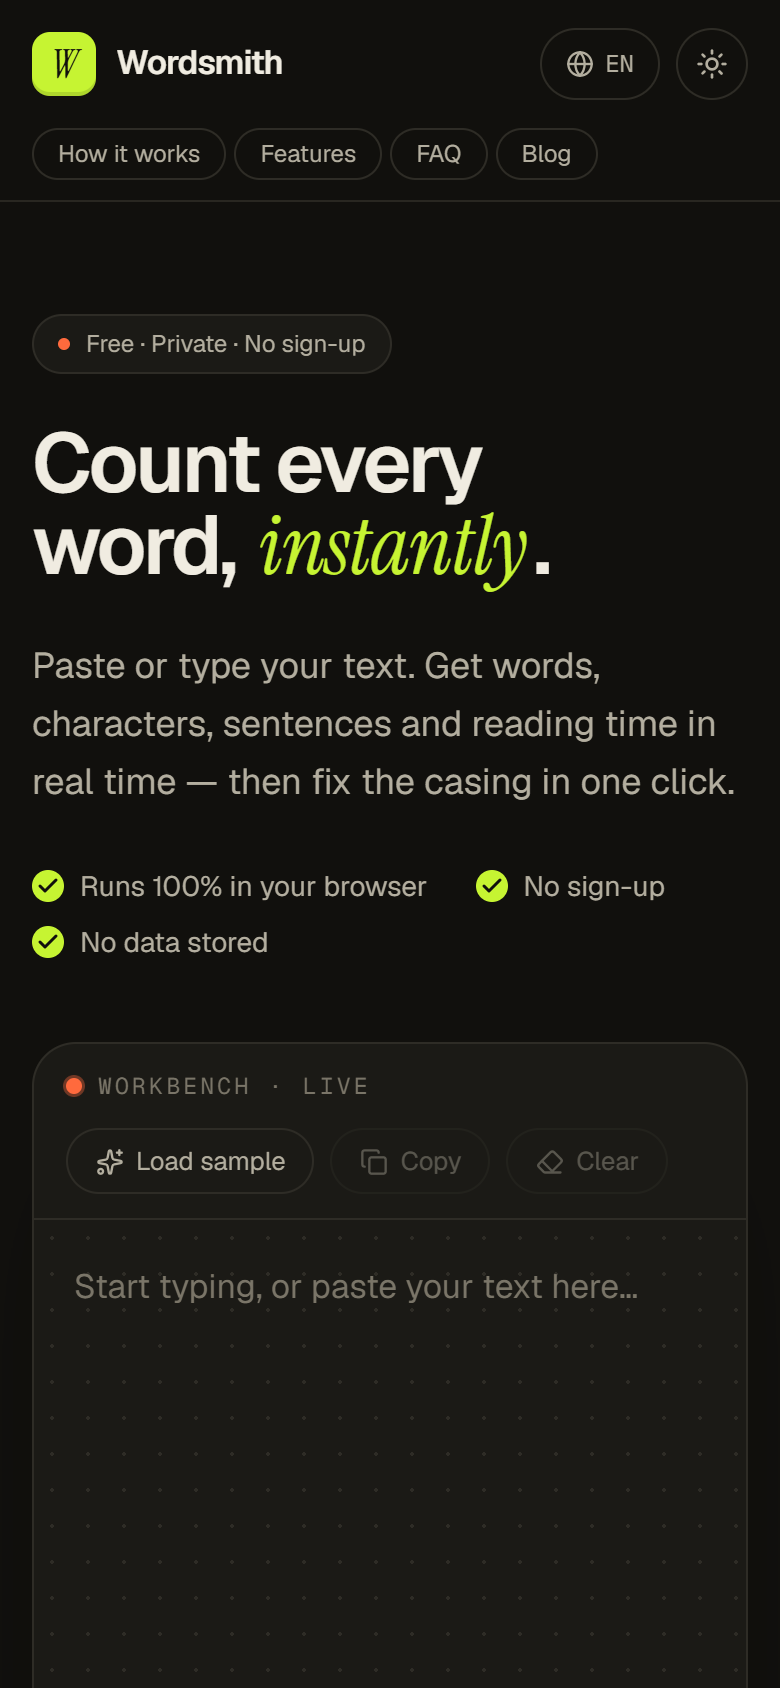 W Wordsmith EN
How it works Features FAQ Blog
Free · Private · No sign-up
Count every
word, instantly.
Paste or type your text. Get words,
characters, sentences and reading time in
real time — then fix the casing in one click.
Runs 100% in your browser No sign-up
No data stored
WORKBENCH · LIVE
Load sample Copy Clear
Start typing, or paste your text here…